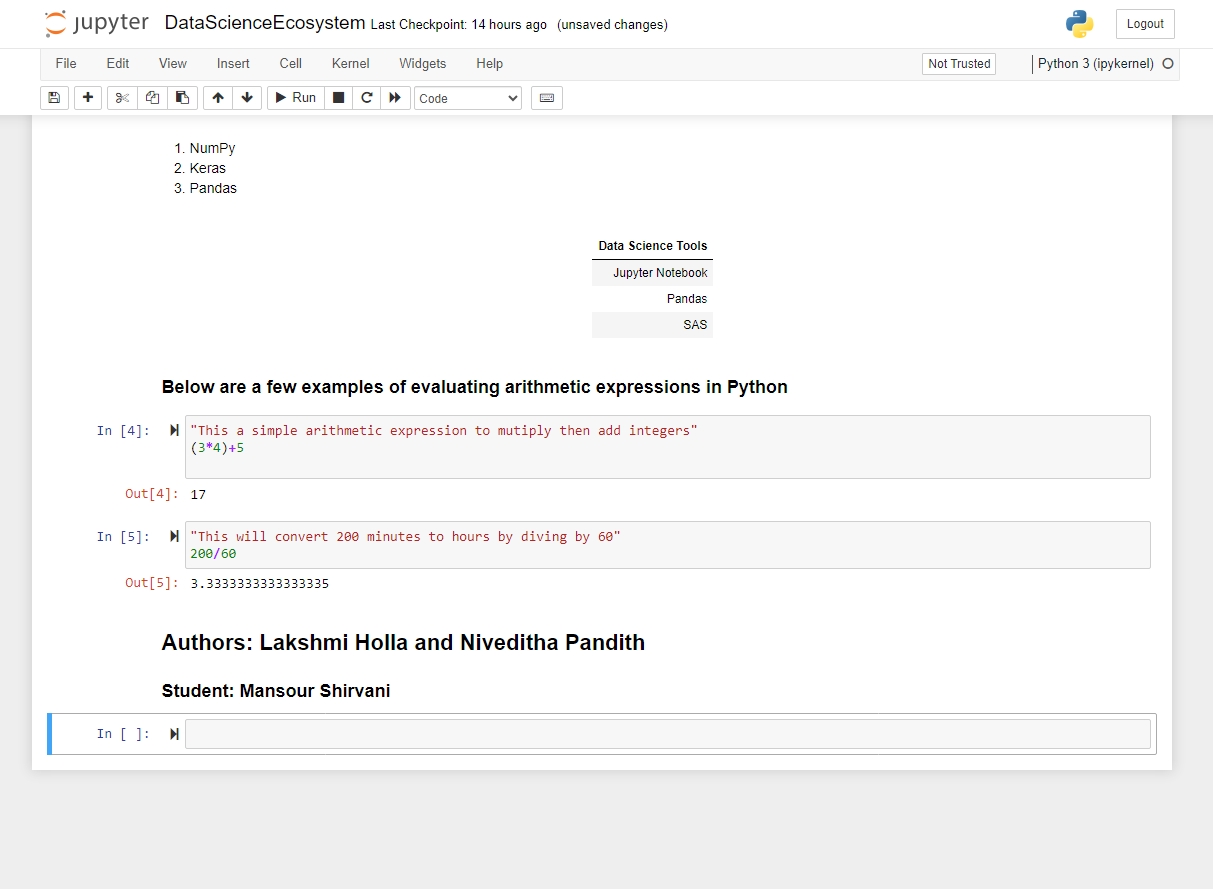 jupyter DataScienceEcosystem Last Checkpoint: 14 hours ago (unsaved changes) Logout
File Edit View Insert Cell Kernel Widgets Help Not Trusted Python 3 (ipykernel)
Run Code
1. NumPy
2. Keras
3. Pandas
Data Science Tools
Jupyter Notebook
Pandas
SAS
Below are a few examples of evaluating arithmetic expressions in Python
In [4]: "This a simple arithmetic expression to mutiply then add integers"
(3*4)+5
Out[4]: 17
In [5]: "This will convert 200 minutes to hours by diving by 60"
200/60
Out[5]: 3.3333333333333335
Authors: Lakshmi Holla and Niveditha Pandith
Student: Mansour Shirvani
In [ ]: